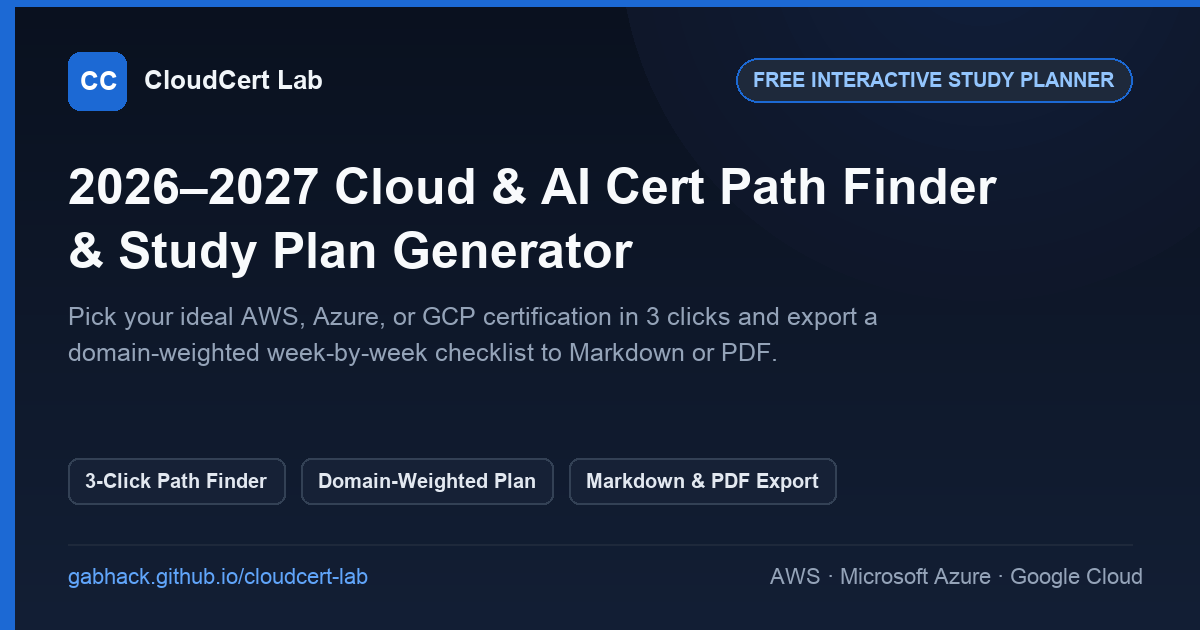 CC
CloudCert Lab
FREE INTERACTIVE STUDY PLANNER
2026–2027 Cloud & AI Cert Path Finder
& Study Plan Generator
Pick your ideal AWS, Azure, or GCP certification in 3 clicks and export a
domain-weighted week-by-week checklist to Markdown or PDF.
3-Click Path Finder
Domain-Weighted Plan
Markdown & PDF Export
gabhack.github.io/cloudcert-lab
AWS · Microsoft Azure · Google Cloud